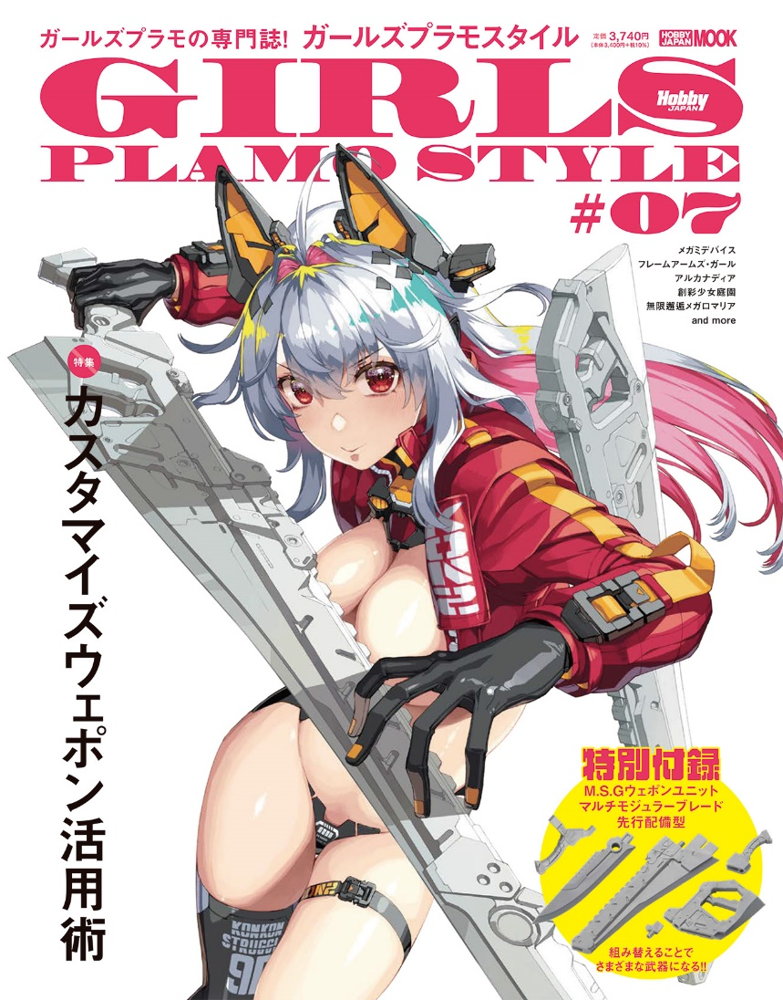 ガールズプラモの専門誌! ガールズプラモスタイル
定価 3,740円
(本体3,400円+税10%)
HOBBY JAPAN MOOK
GIRLS
Hobby JAPAN
PLAMO STYLE
#07
メガミデバイス
フレームアームズ・ガール
アルカナディア
創彩少女庭園
無限邂逅メガロマリア
and more
特集
カスタマイズウェポン活用術
KONKON
STRUGGL
90
特別付録
M.S.Gウェポンユニット
マルチモジュラーブレード
先行配備型
組み替えることで
さまざまな武器になる!!